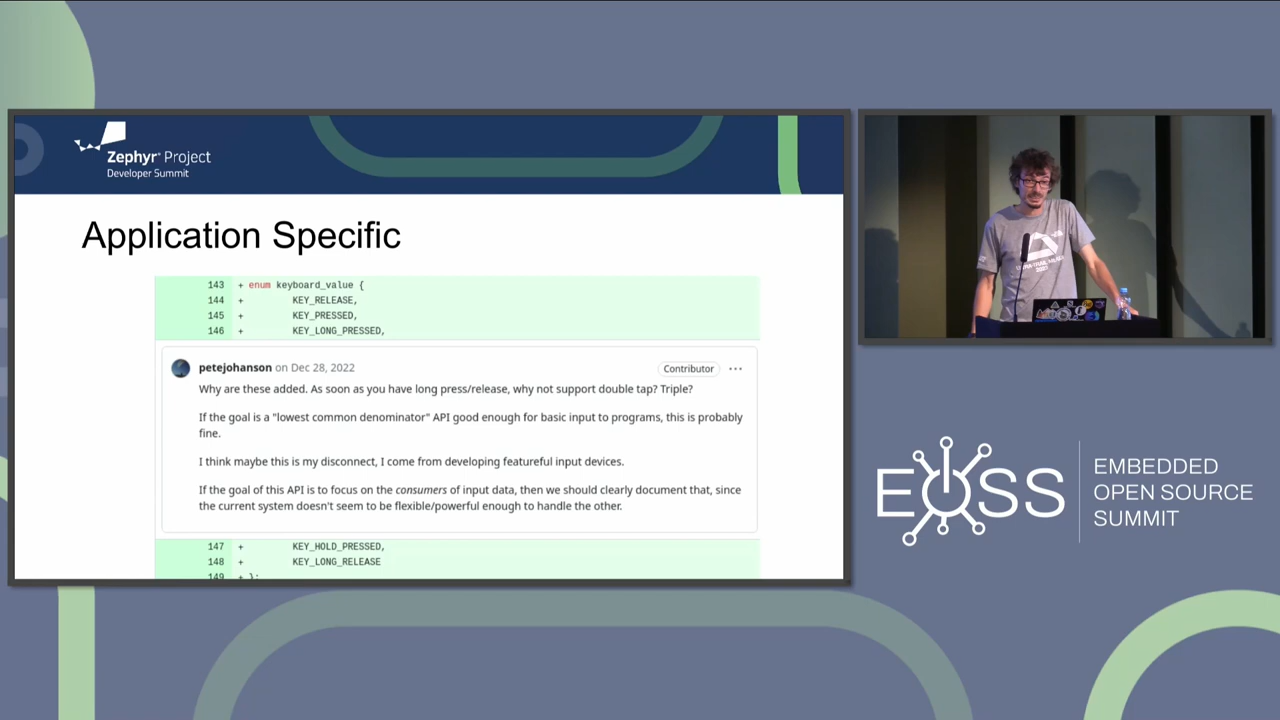 Zephyr® Project
Developer Summit
Application Specific
143 + enum keyboard_value {
144 + KEY_RELEASE,
145 + KEY_PRESSED,
146 + KEY_LONG_PRESSED,
petejohanson on Dec 28, 2022
Contributor ...
Why are these added. As soon as you have long press/release, why not support double tap? Triple?
If the goal is a "lowest common denominator" API good enough for basic input to programs, this is probably
fine.
I think maybe this is my disconnect, I come from developing featureful input devices.
If the goal of this API is to focus on the consumers of input data, then we should clearly document that, since
the current system doesn't seem to be flexible/powerful enough to handle the other.
147 + KEY_HOLD_PRESSED,
148 + KEY_LONG_RELEASE
149 + };
EOSS
EMBEDDED
OPEN SOURCE
SUMMIT